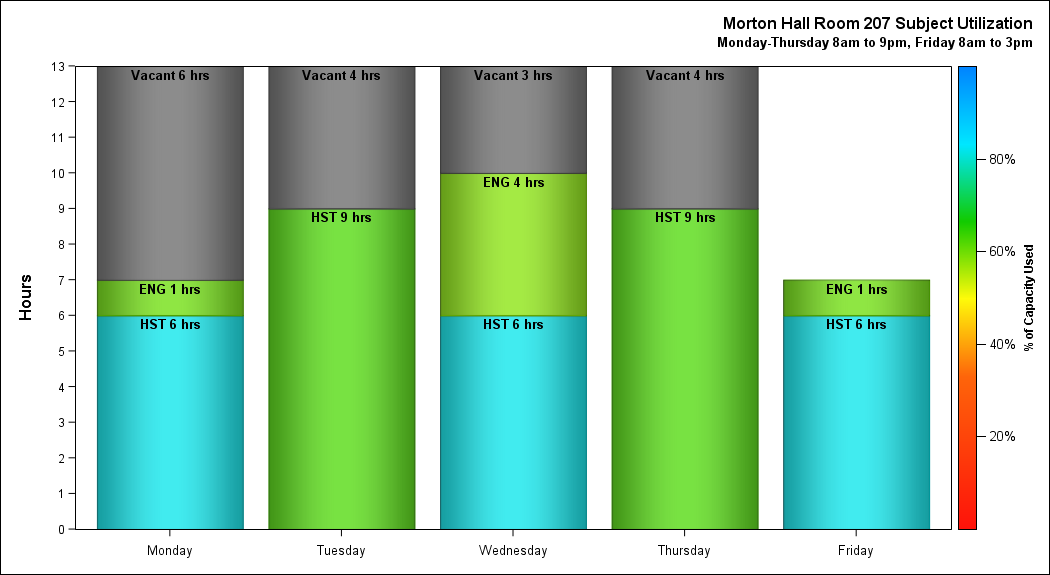 Morton Hall Room 207 Subject Utilization
Monday-Thursday 8am to 9pm, Friday 8am to 3pm
Hours
13
12
11
10
9
8
7
6
5
4
3
2
1
0
Vacant 6 hrs
ENG 1 hrs
HST 6 hrs
Vacant 4 hrs
HST 9 hrs
Vacant 3 hrs
ENG 4 hrs
HST 6 hrs
Vacant 4 hrs
HST 9 hrs
ENG 1 hrs
HST 6 hrs
Monday
Tuesday
Wednesday
Thursday
Friday
80%
60%
40%
20%
% of Capacity Used